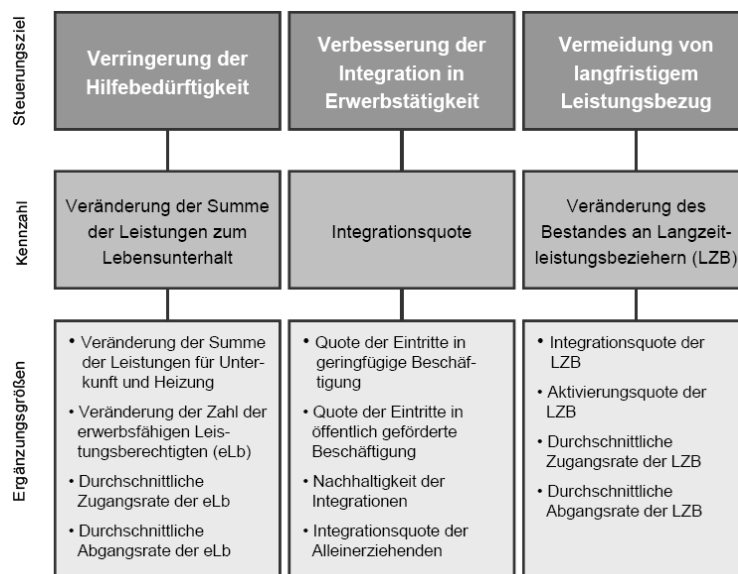 Steuerungsziel
Verringerung der
Hilfebedürftigkeit
Verbesserung der
Integration in
Erwerbstätigkeit
Vermeidung von
langfristigem
Leistungsbezug
Kennzahl
Veränderung der Summe
der Leistungen zum
Lebensunterhalt
Integrationsquote
Veränderung des
Bestandes an Langzeit-
leistungsbeziehern (LZB)
Ergänzungsgrößen
• Veränderung der Summe
der Leistungen für Unter-
kunft und Heizung
• Veränderung der Zahl der
erwerbsfähigen Leis-
tungsberechtigten (eLb)
• Durchschnittliche
Zugangsrate der eLb
• Durchschnittliche
Abgangsrate der eLb
• Quote der Eintritte in
geringfügige Beschäf-
tigung
• Quote der Eintritte in
öffentlich geförderte
Beschäftigung
• Nachhaltigkeit der
Integrationen
• Integrationsquote der
Alleinerziehenden
• Integrationsquote der
LZB
• Aktivierungsquote der
LZB
• Durchschnittliche
Zugangsrate der LZB
• Durchschnittliche
Abgangsrate der LZB